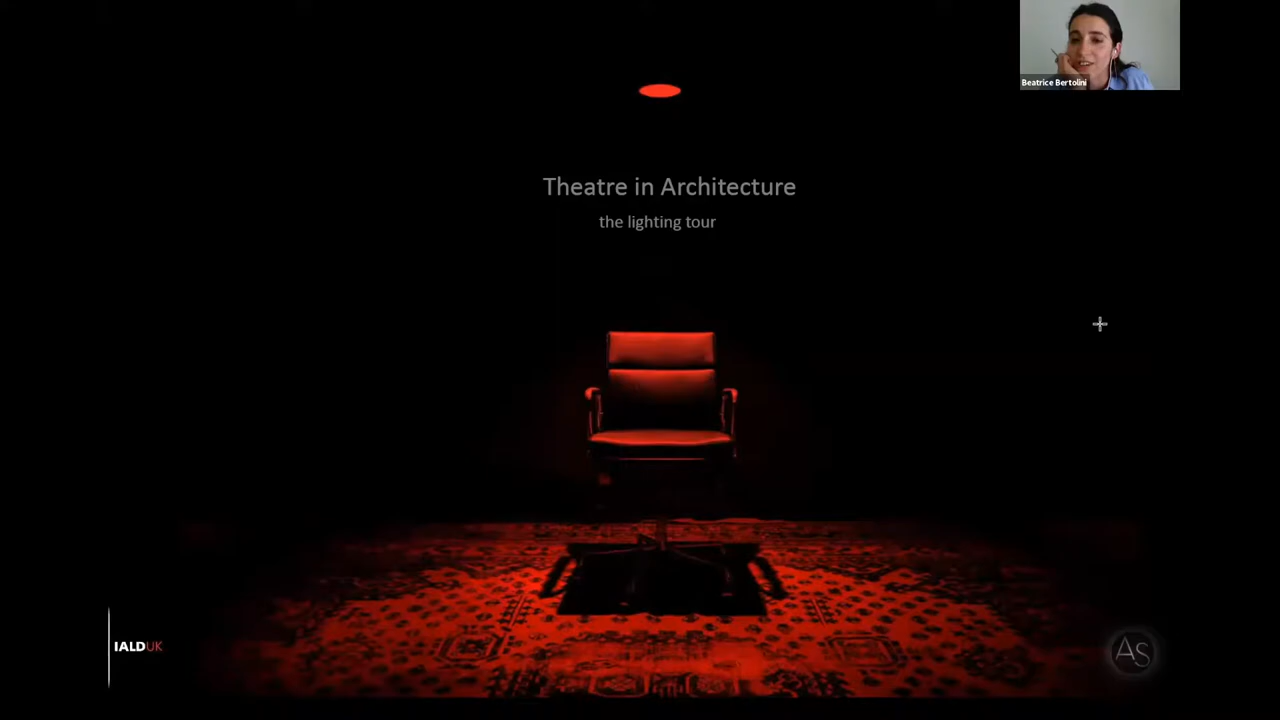 Beatrice Bertolini
Theatre in Architecture
the lighting tour
IALDUK
AS